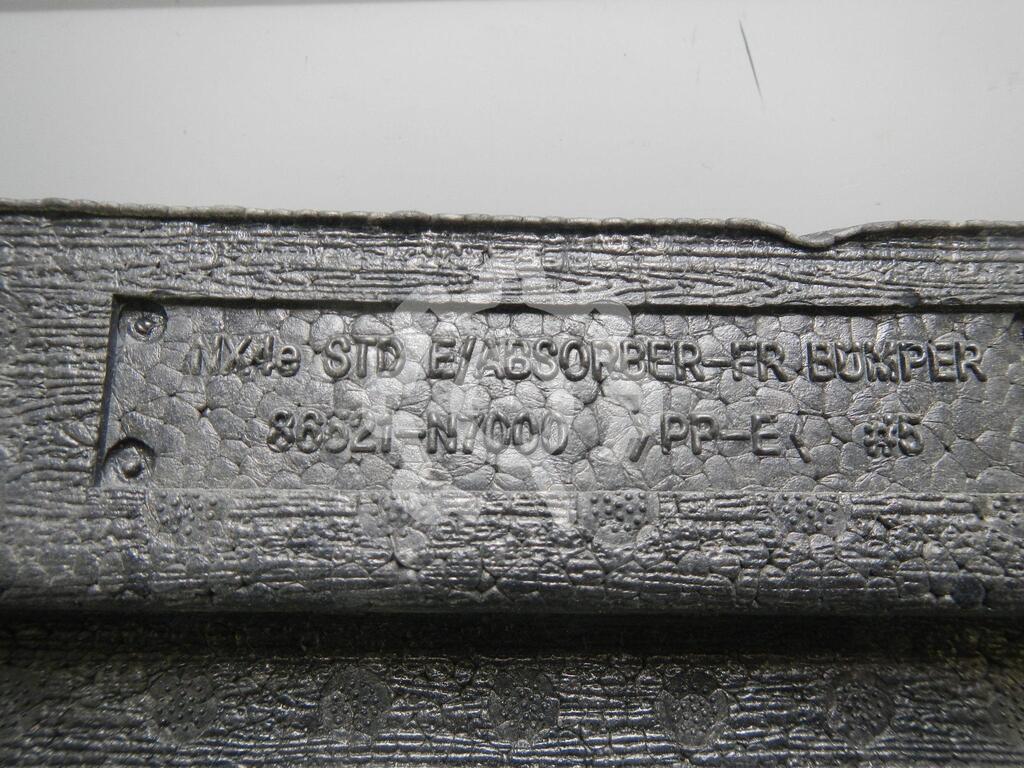 NX4e STD E/ABSORBER-FR BUMPER
86521-N7000 ,PP-E, #5